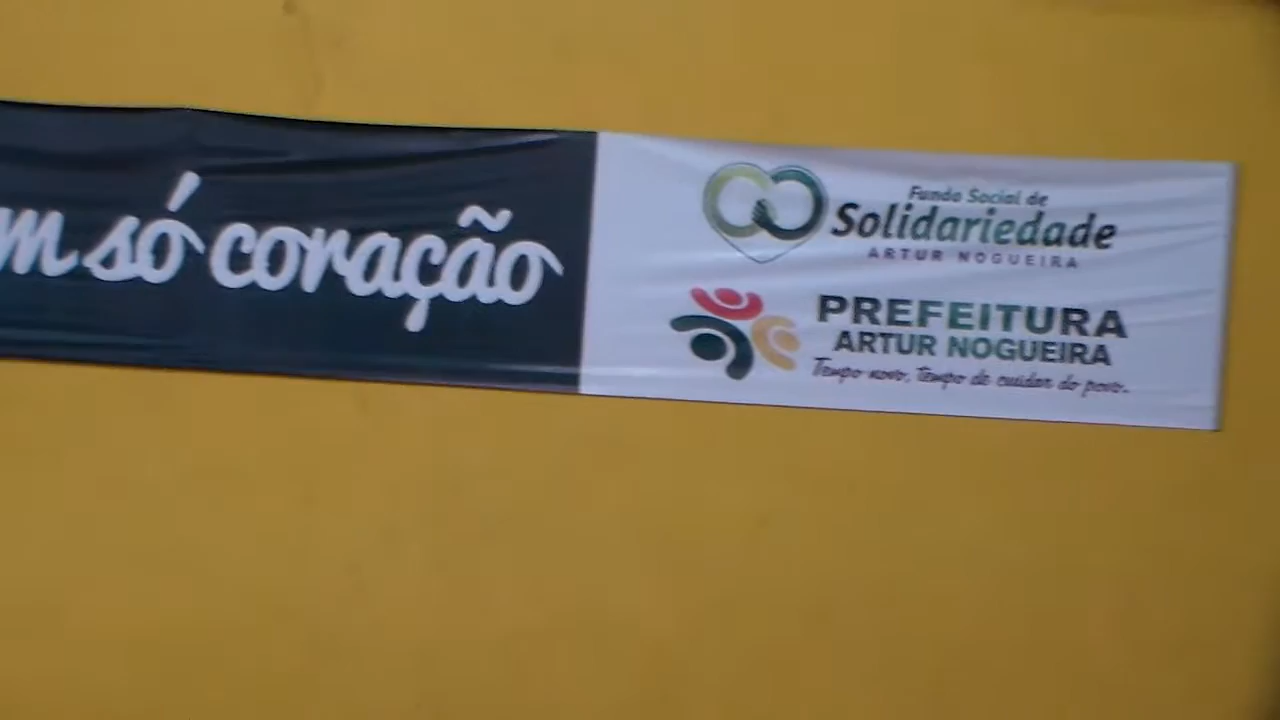 m só coração
Fundo Social de
Solidariedade
ARTUR NOGUEIRA
PREFEITURA
ARTUR NOGUEIRA
Tempo novo, tempo de cuidar do povo.